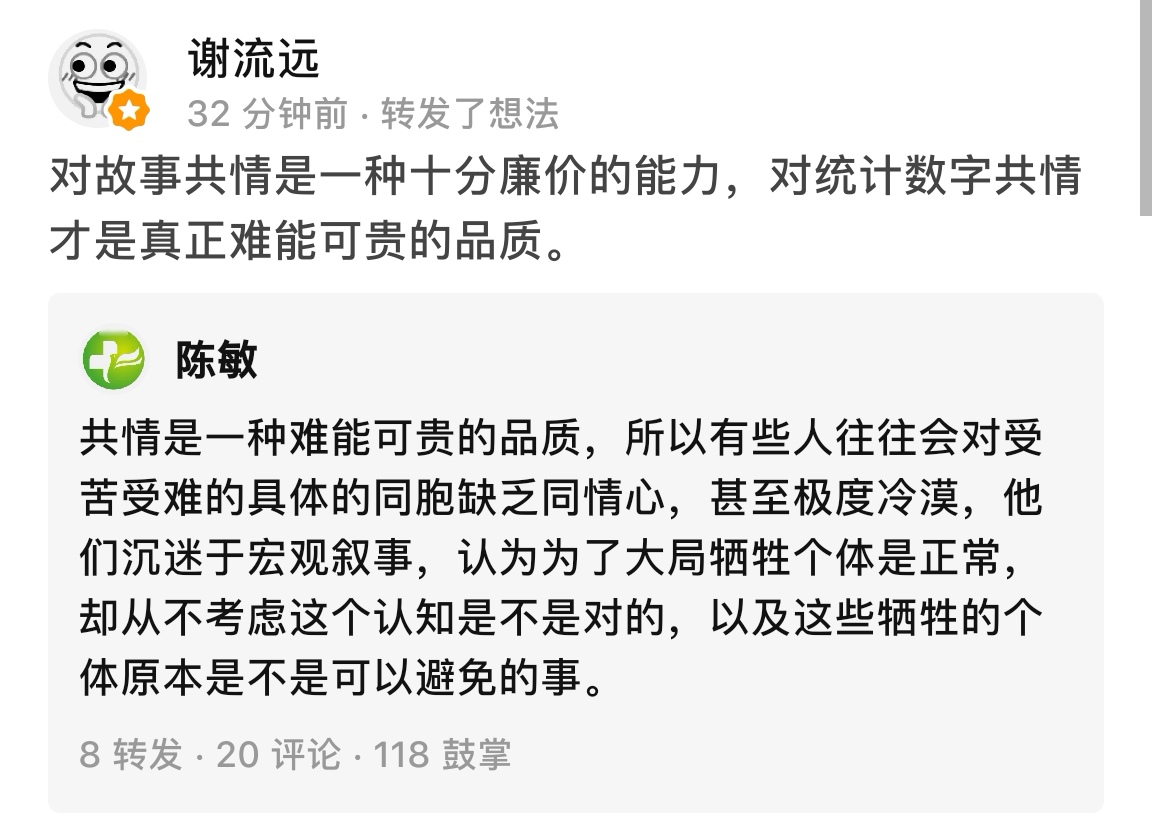 谢流远
32 分钟前 · 转发了想法
对故事共情是一种十分廉价的能力，对统计数字共情
才是真正难能可贵的品质。
陈敏
共情是一种难能可贵的品质，所以有些人往往会对受
苦受难的具体的同胞缺乏同情心，甚至极度冷漠，他
们沉迷于宏观叙事，认为为了大局牺牲个体是正常，
却从不考虑这个认知是不是对的，以及这些牺牲的个
体原本是不是可以避免的事。
8 转发 · 20 评论 · 118 鼓掌